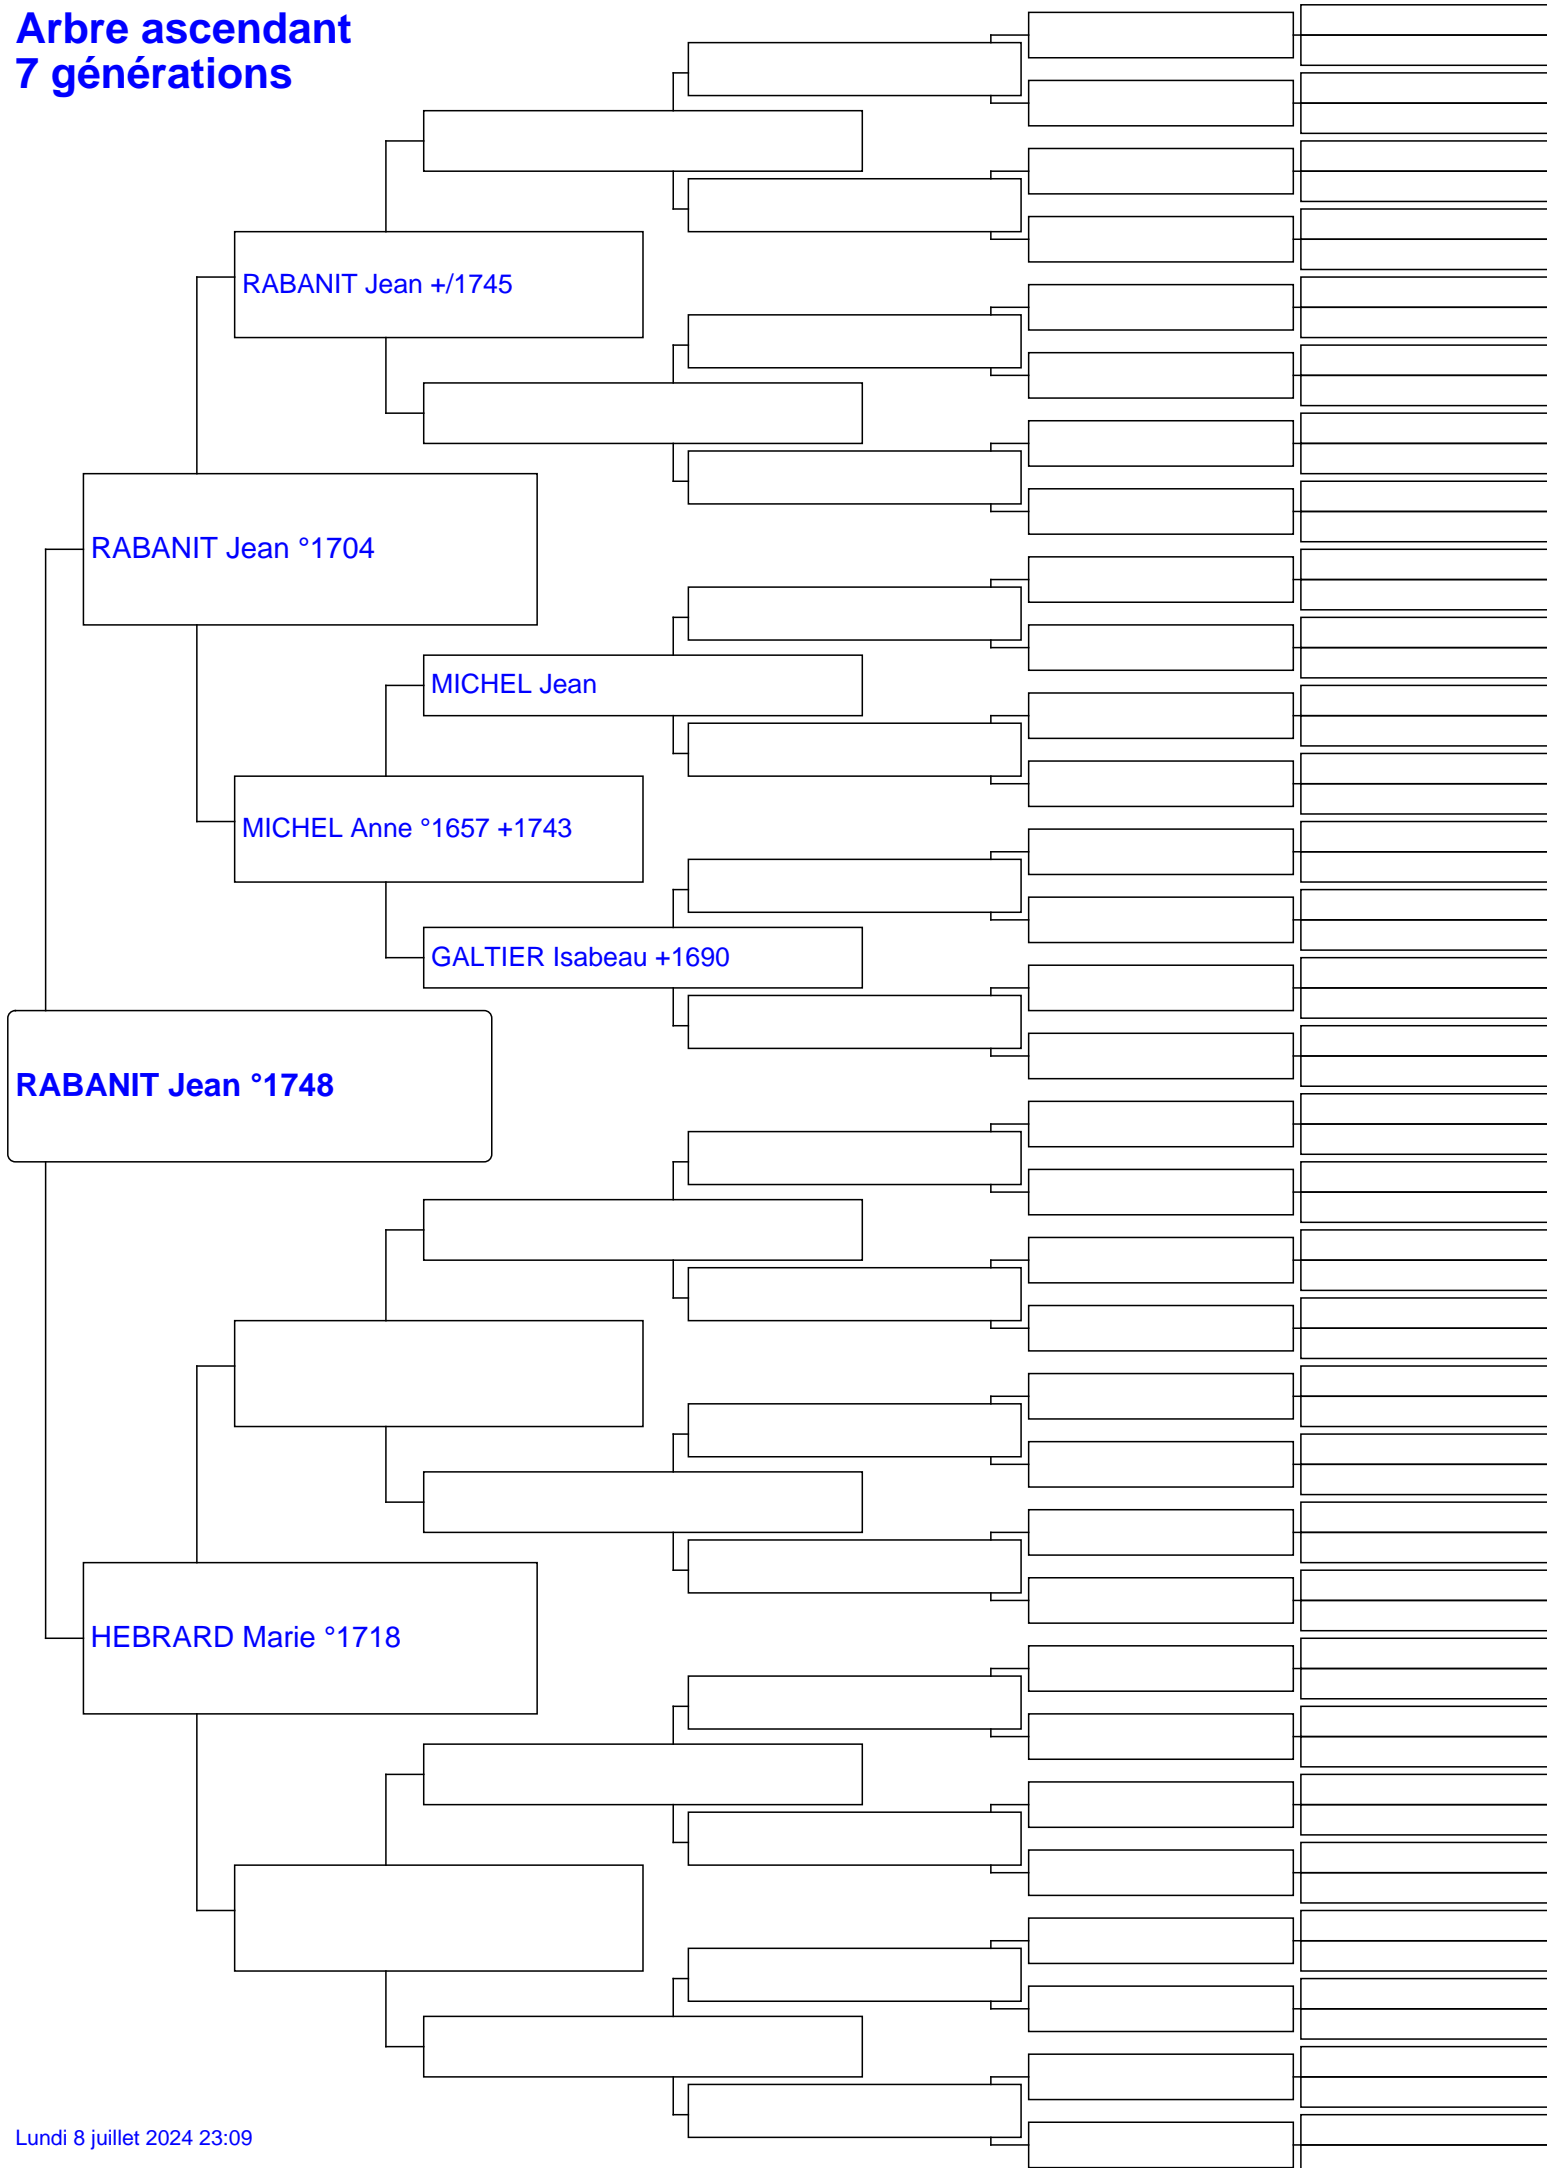 Arbre ascendant
7 générations
RABANIT Jean +/1745
RABANIT Jean °1704
MICHEL Jean
MICHEL Anne °1657 +1743
GALTIER Isabeau +1690
RABANIT Jean °1748
HEBRARD Marie °1718
Lundi 8 juillet 2024 23:09